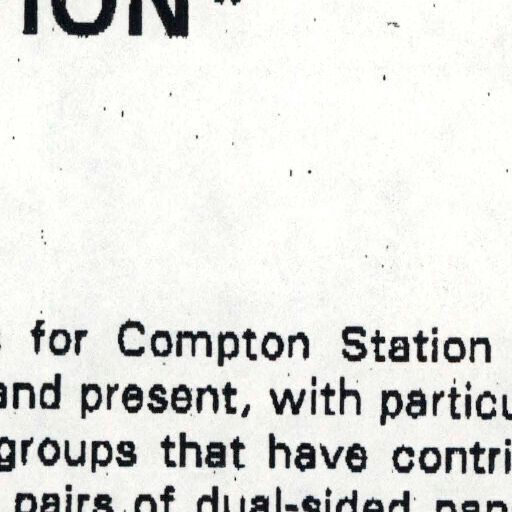 ION"
for Compton Station
and present, with particu
groups that have contri
pairs of dual-sided pan